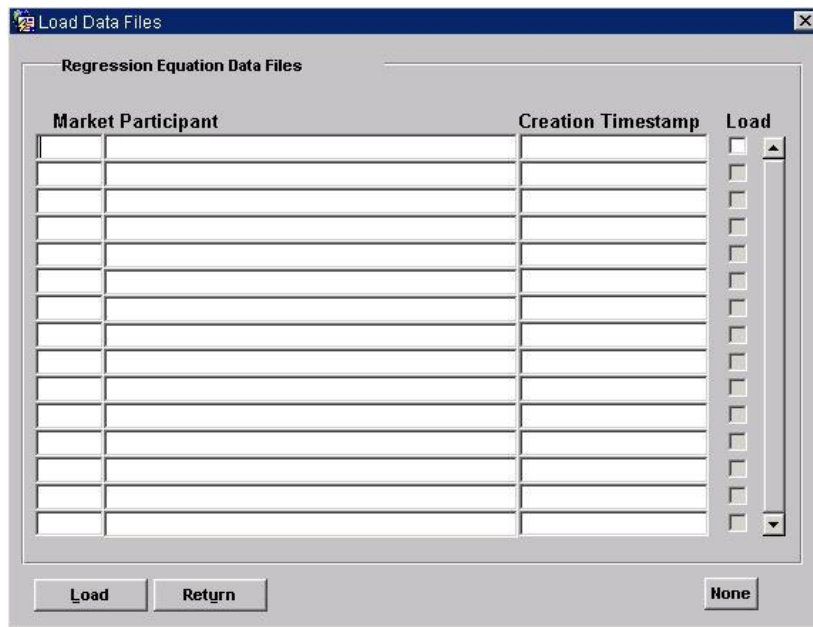 Load Data Files
Regression Equation Data Files
Market Participant Creation Timestamp Load
Load Return None